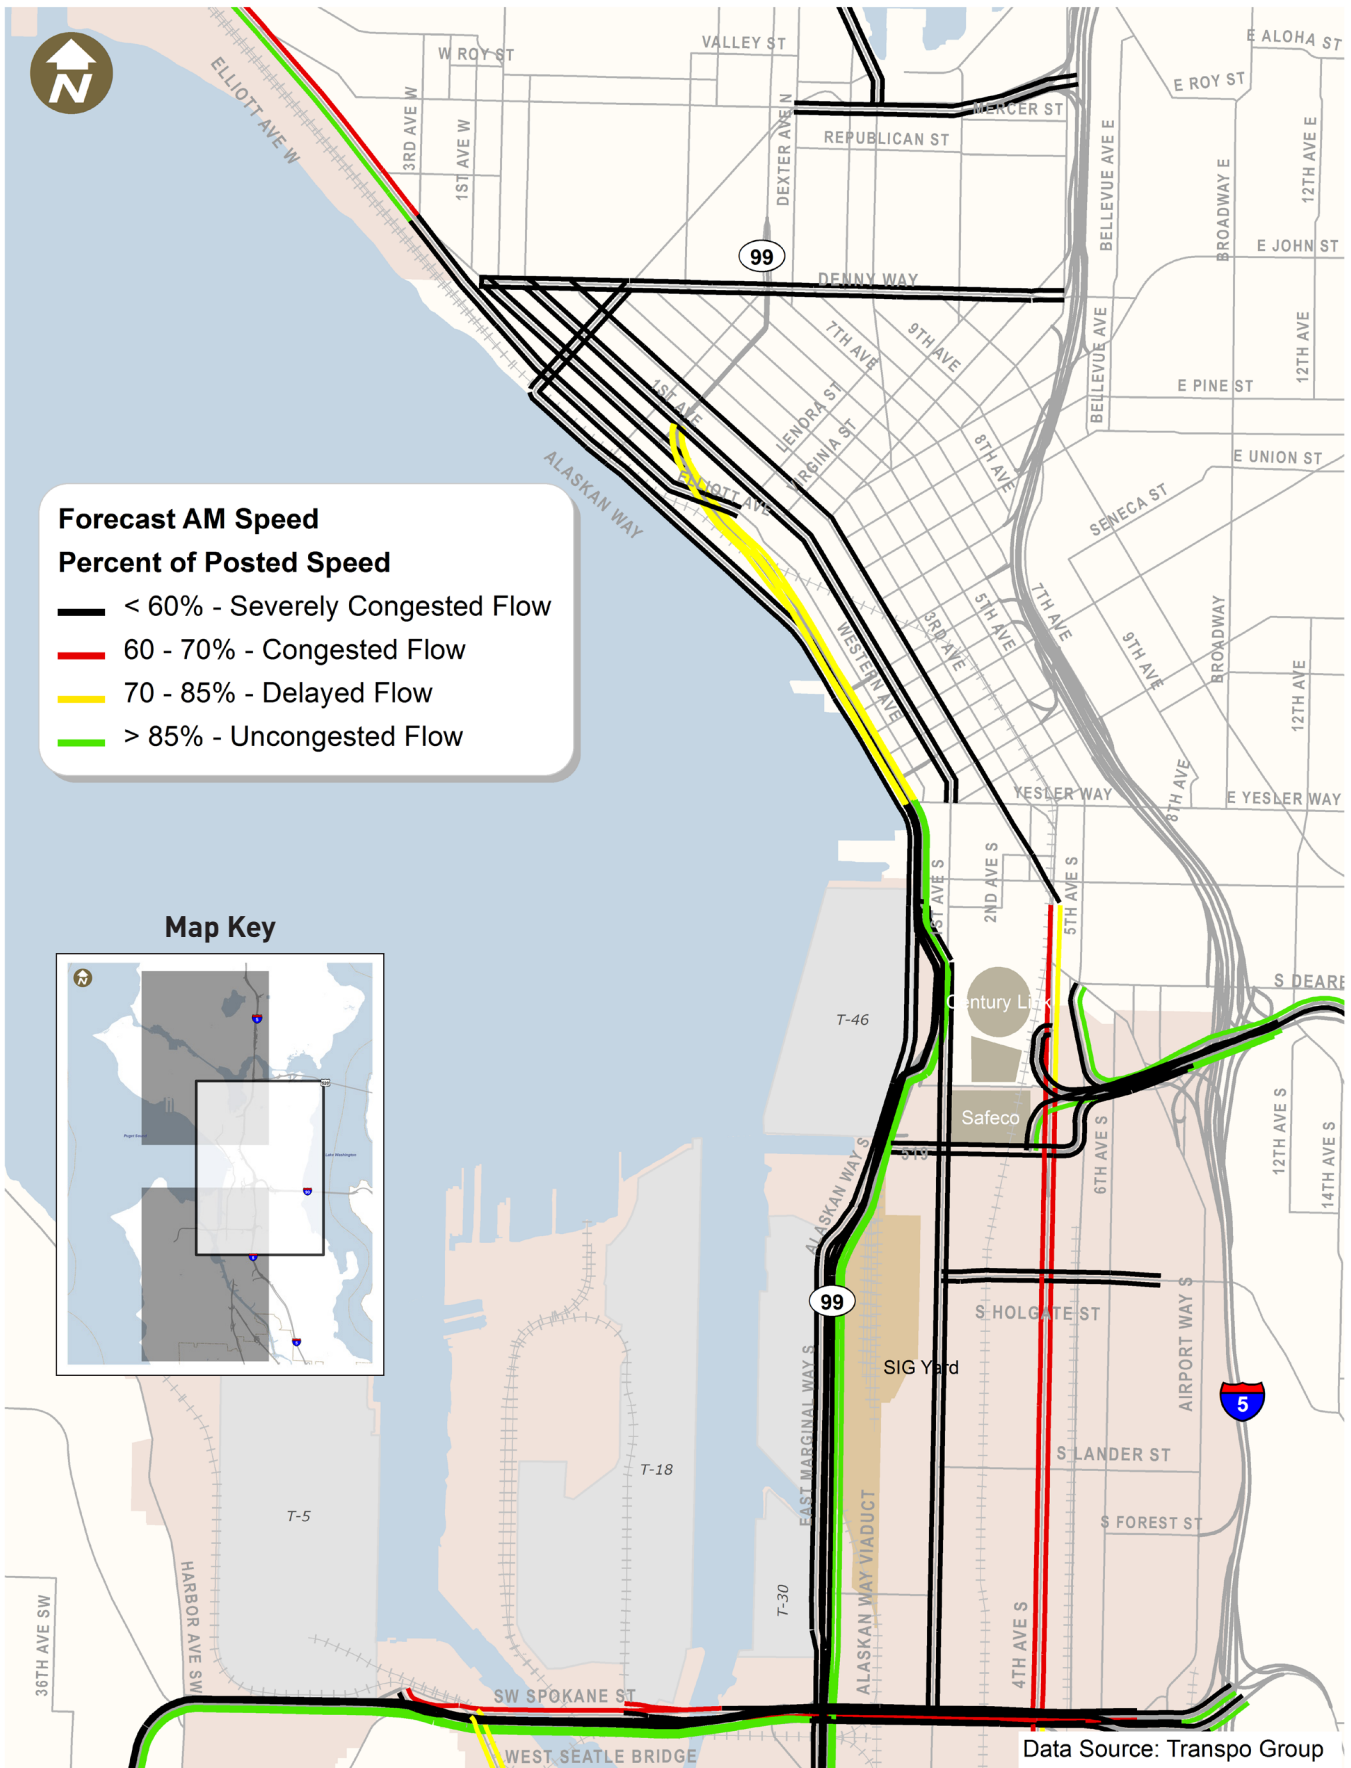 N
W ROY ST
VALLEY ST
E ALOHA ST
E ROY ST
ELLIOTT AVE W
3RD AVE W
1ST AVE W
DEXTER AVE N
MERCER ST
REPUBLICAN ST
BELLEVUE AVE E
BROADWAY E
12TH AVE E
E JOHN ST
99
DENNY WAY
7TH AVE
9TH AVE
BELLEVUE AVE
12TH AVE
E PINE ST
1ST AVE
LENORA ST
VIRGINIA ST
8TH AVE
E UNION ST
ALASKAN WAY
ELLIOTT AVE
SENECA ST
Forecast AM Speed
Percent of Posted Speed
< 60% - Severely Congested Flow
60 - 70% - Congested Flow
70 - 85% - Delayed Flow
> 85% - Uncongested Flow
WESTERN AVE
3RD AVE
5TH AVE
7TH AVE
9TH AVE
BROADWAY
12TH AVE
8TH AVE
YESLER WAY
E YESLER WAY
1ST AVE S
2ND AVE S
5TH AVE S
Map Key
N
S DEARB
Century Link
T-46
Safeco
519
ALASKAN WAY S
6TH AVE S
12TH AVE S
14TH AVE S
99
S HOLGATE ST
AIRPORT WAY S
SIG Yard
EAST MARGINAL WAY S
5
S LANDER ST
T-18
T-5
S FOREST ST
ALASKAN WAY VIADUCT
T-30
HARBOR AVE SW
36TH AVE SW
4TH AVE S
SW SPOKANE ST
WEST SEATLE BRIDGE
Data Source: Transpo Group